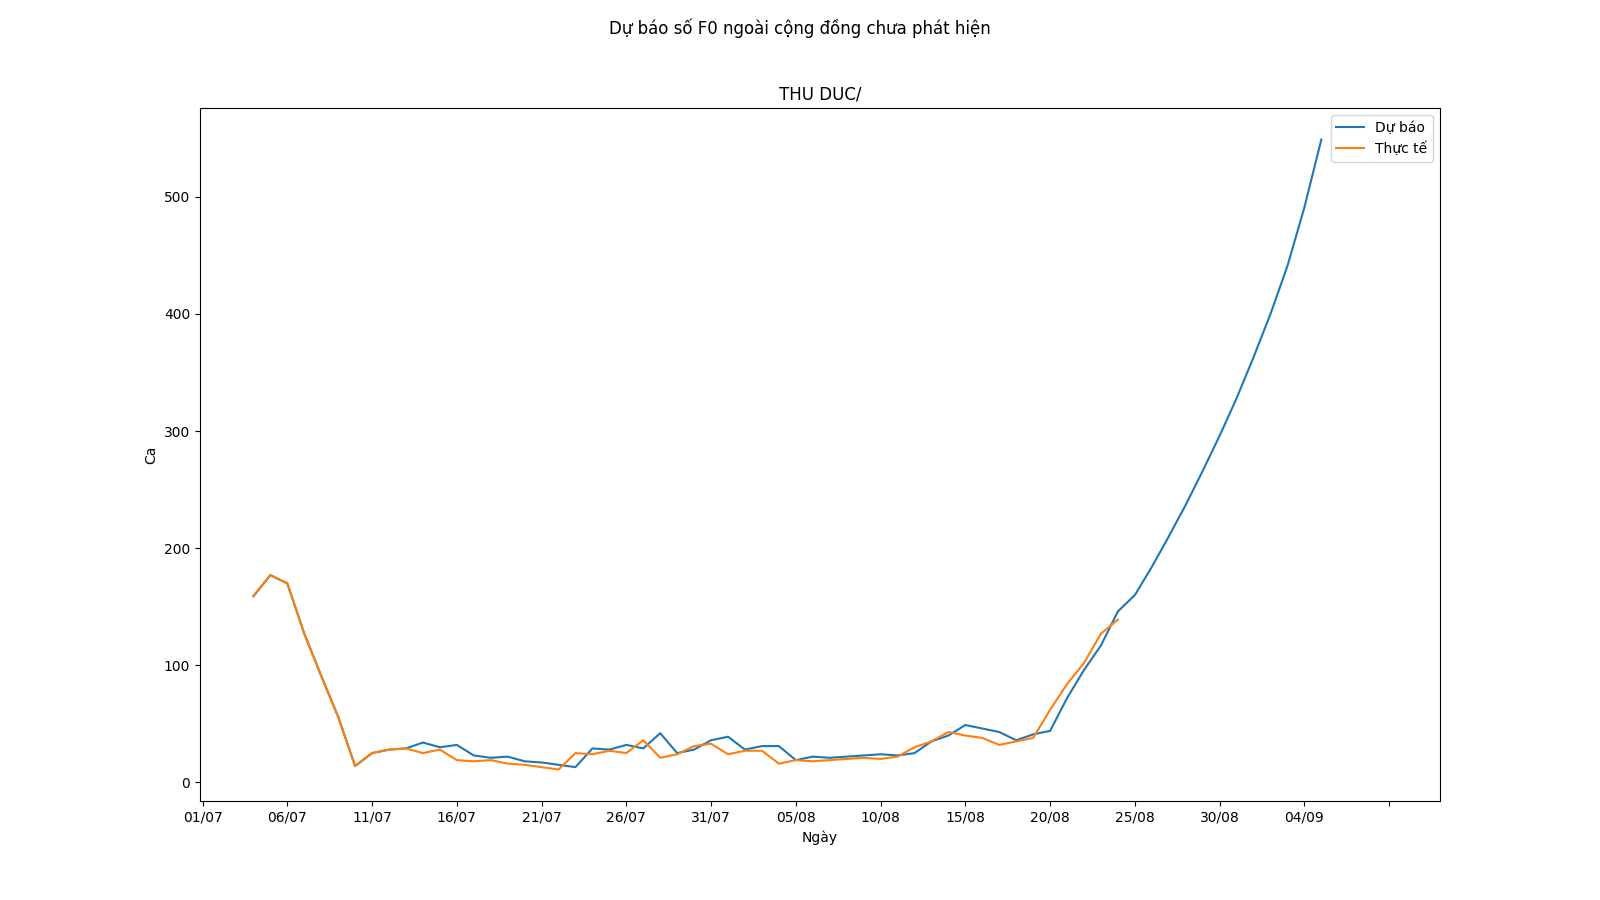 Dự báo số F0 ngoài cộng đồng chưa phát hiện
THU DUC/
Dự báo
Thực tế
500
400
300
200
100
0
Ca
01/07 06/07 11/07 16/07 21/07 26/07 31/07 05/08 10/08 15/08 20/08 25/08 30/08 04/09
Ngày